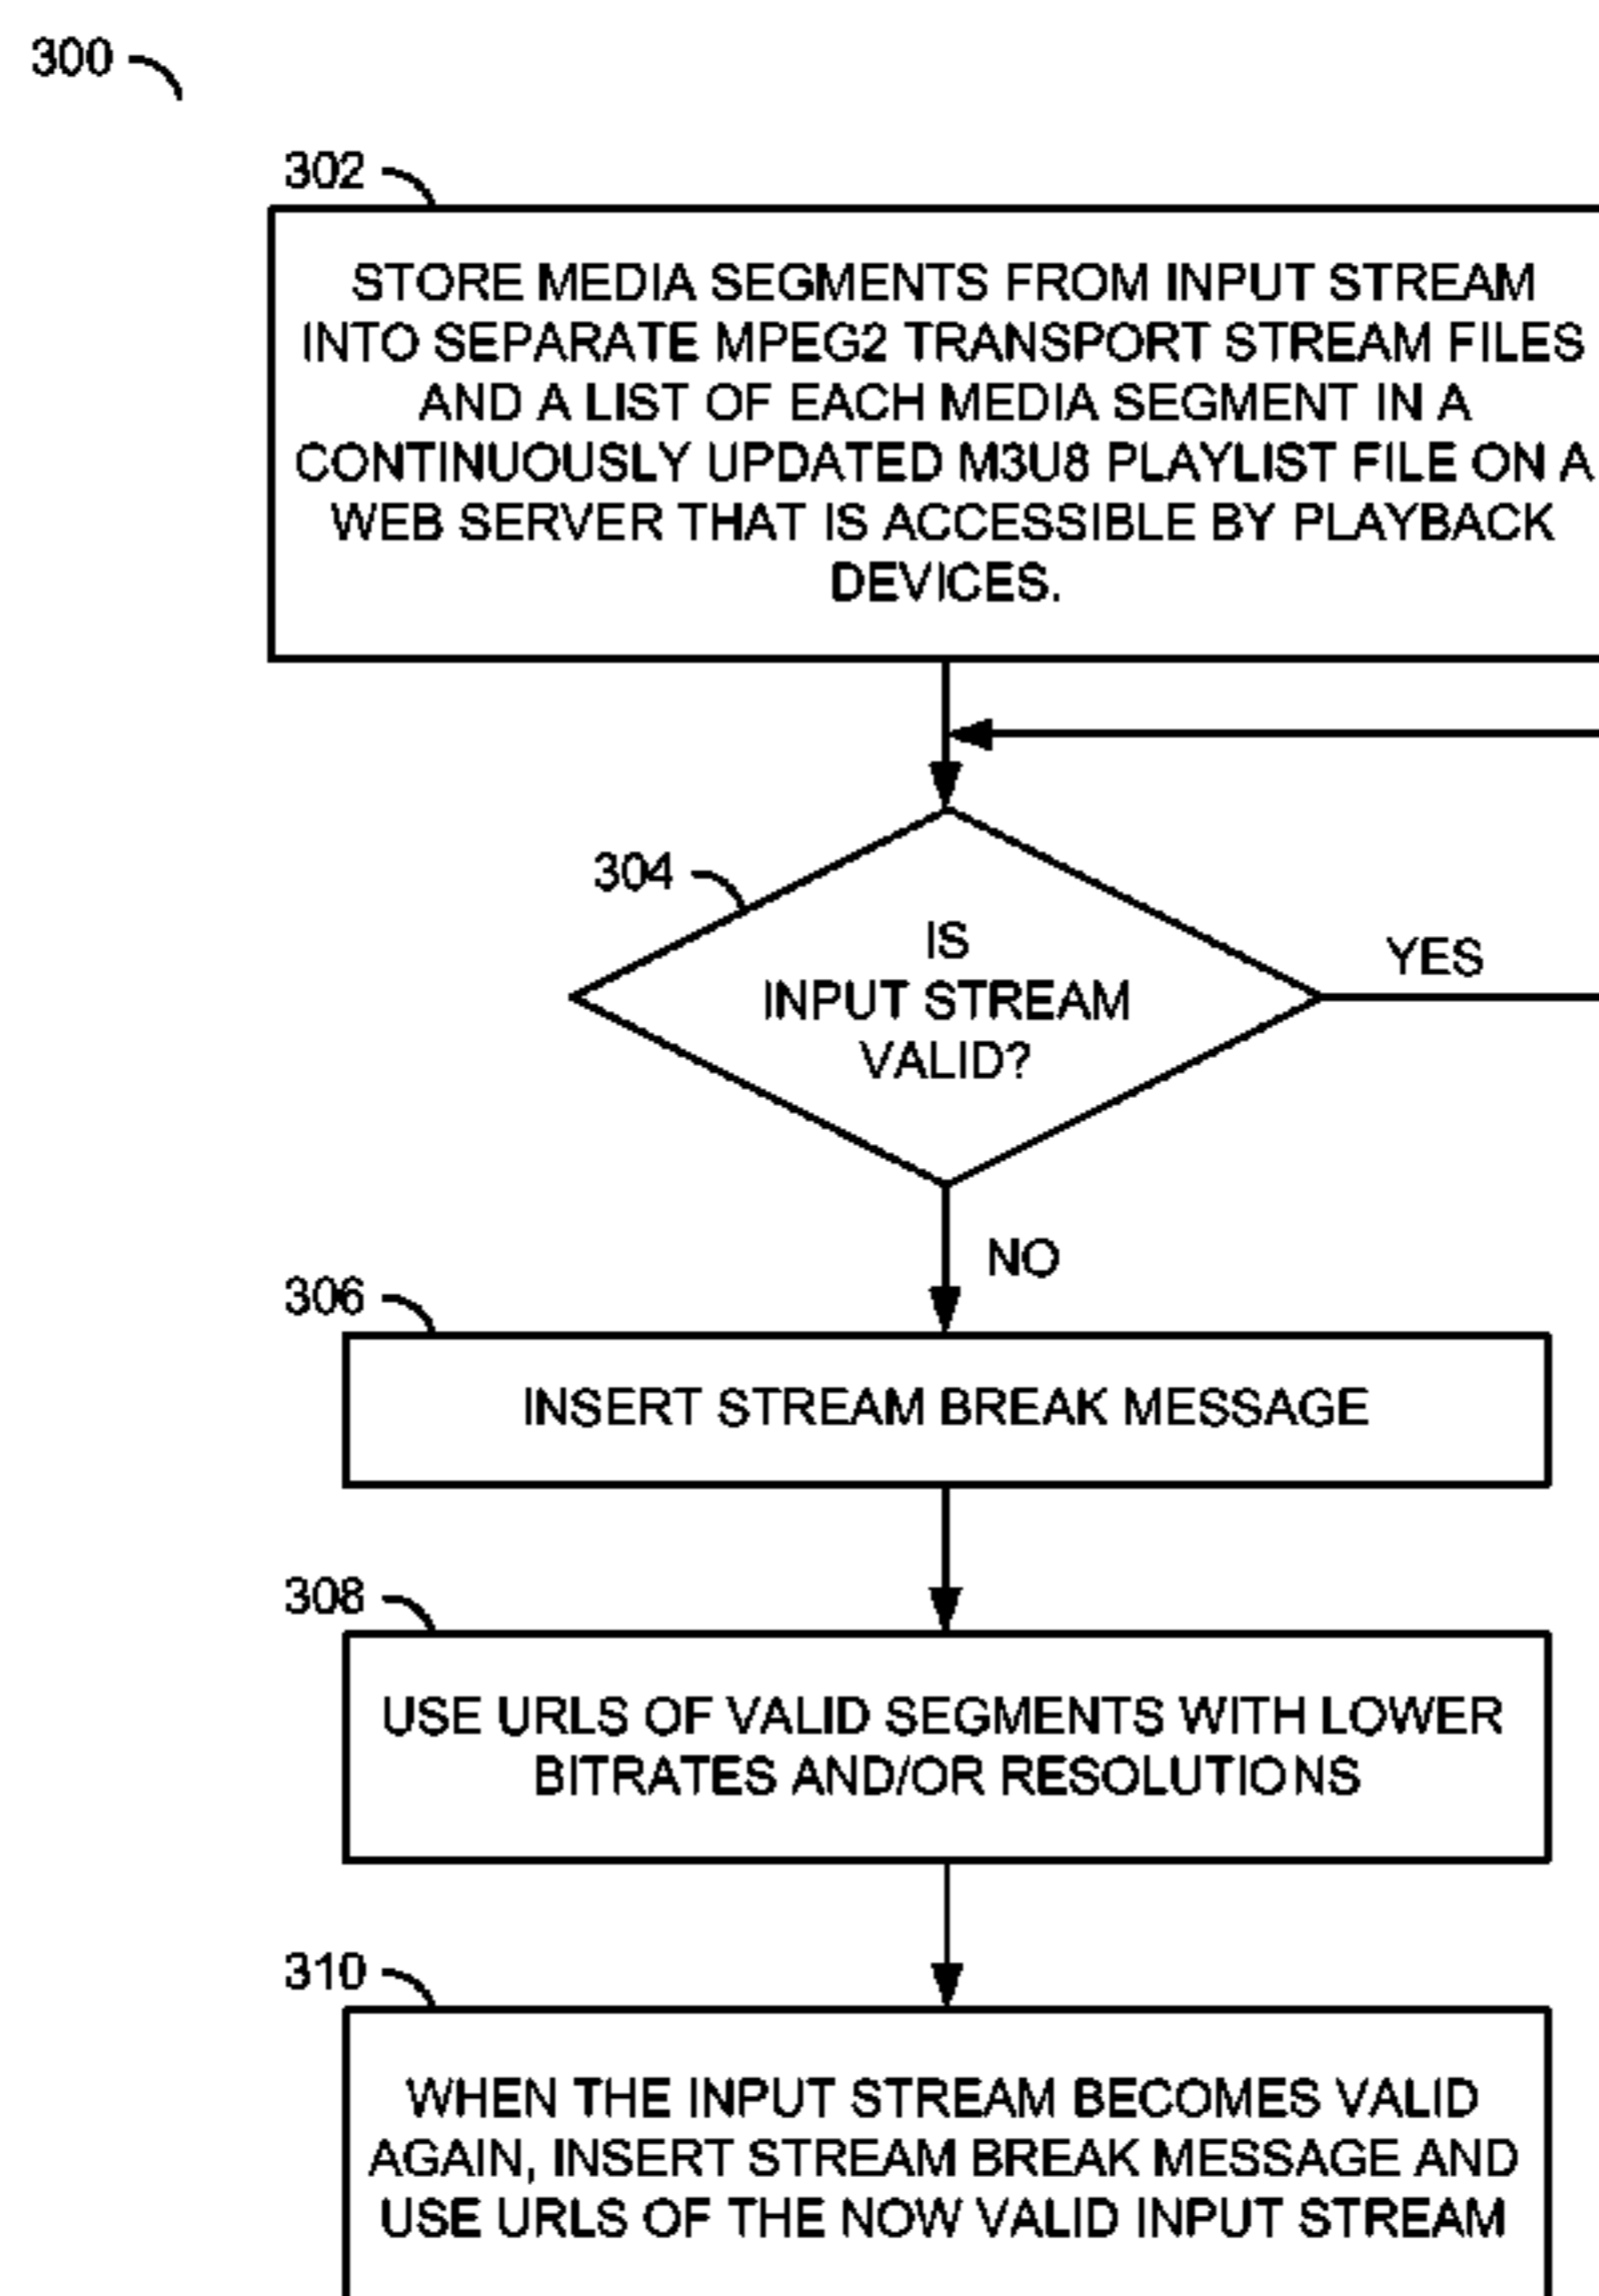 300
302
STORE MEDIA SEGMENTS FROM INPUT STREAM
INTO SEPARATE MPEG2 TRANSPORT STREAM FILES
AND A LIST OF EACH MEDIA SEGMENT IN A
CONTINUOUSLY UPDATED M3U8 PLAYLIST FILE ON A
WEB SERVER THAT IS ACCESSIBLE BY PLAYBACK
DEVICES.
304
IS
INPUT STREAM
VALID?
YES
NO
306
INSERT STREAM BREAK MESSAGE
308
USE URLS OF VALID SEGMENTS WITH LOWER
BITRATES AND/OR RESOLUTIONS
310
WHEN THE INPUT STREAM BECOMES VALID
AGAIN, INSERT STREAM BREAK MESSAGE AND
USE URLS OF THE NOW VALID INPUT STREAM